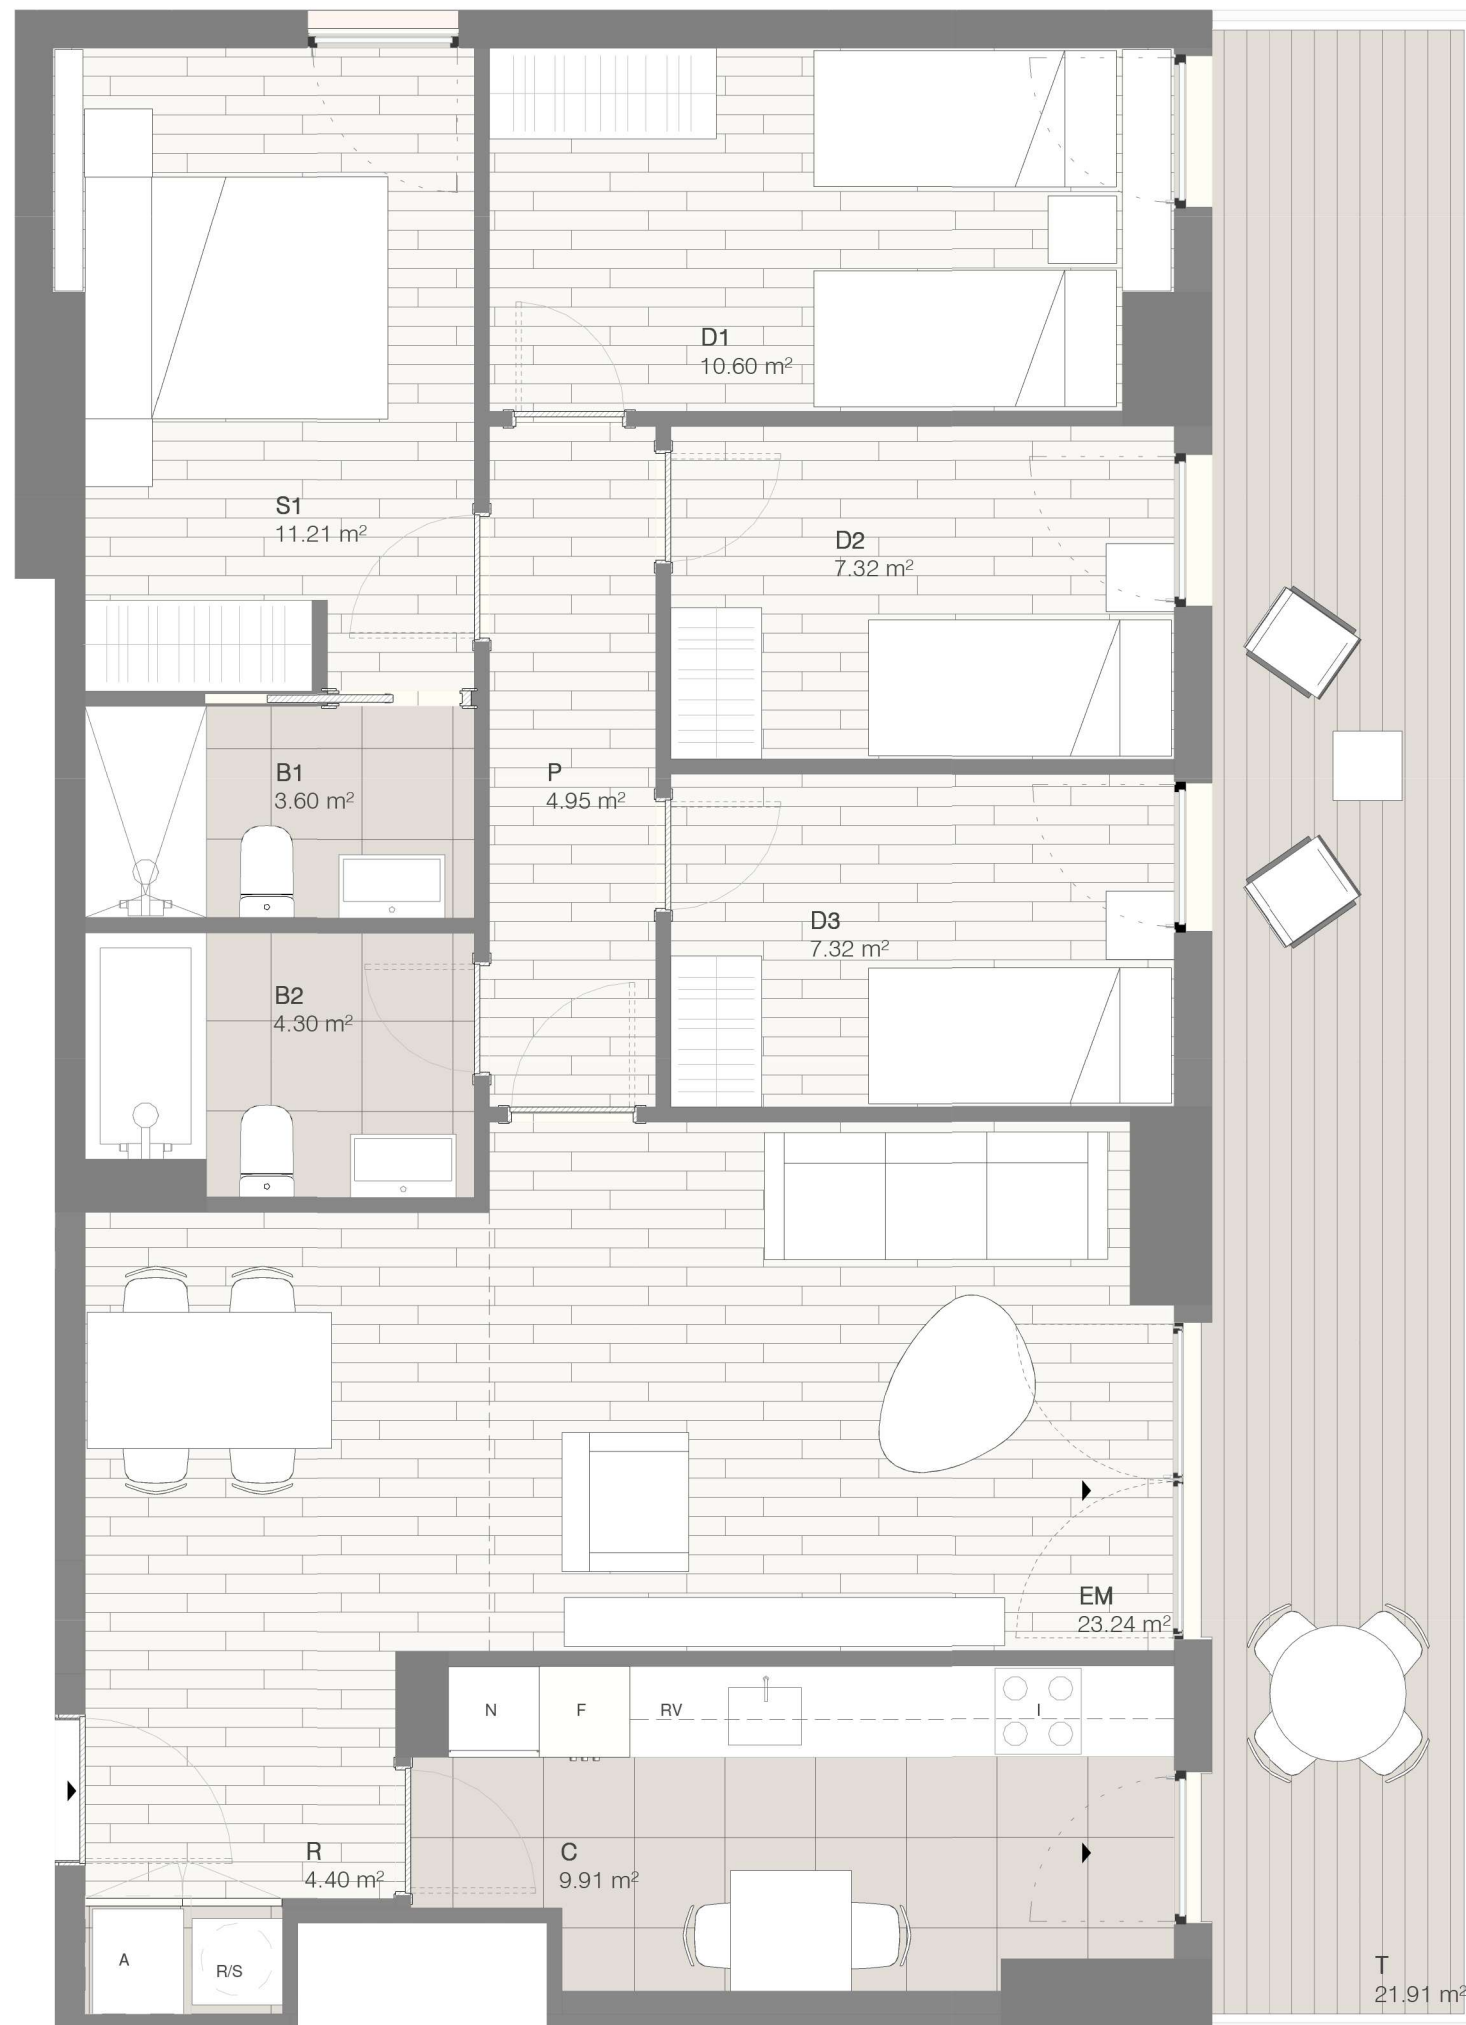 D1
10.60 m²
S1
11.21 m²
D2
7.32 m²
B1
3.60 m²
P
4.95 m²
D3
7.32 m²
B2
4.30 m²
EM
23.24 m²
N
F
RV
I
R
4.40 m²
C
9.91 m²
A
R/S
T
21.91 m²